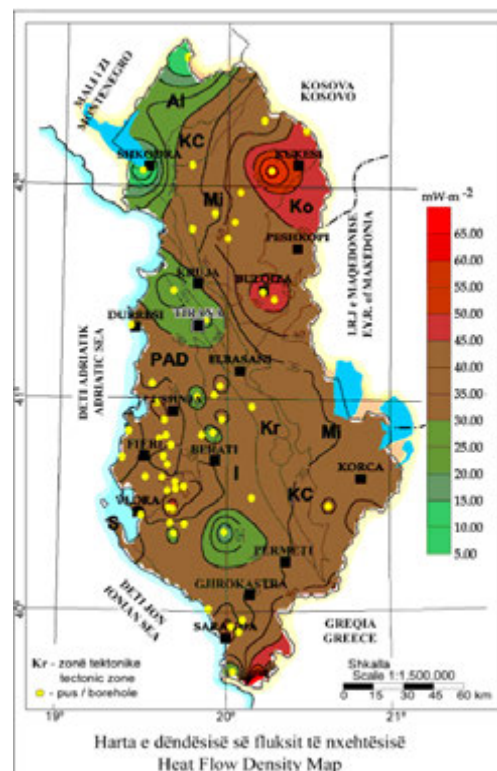 MALI i ZI
MONTENEGRO
KOSOVA
KOSOVO
Al
KC
SHKODRA
KUKESI
42°
Mi
Ko
mW·m -2
PESHKOPI
65.00
60.00
55.00
50.00
45.00
40.00
35.00
30.00
25.00
20.00
15.00
10.00
5.00
KRUJA
BULQIZA
I.R.J e MAQEDONISE
F.Y.R. of MAKEDONIA
DURRESI
TIRANA
DETI ADRIATIK
ADRIATIC SEA
PAD
ELBASANI
41°
LUSHNJA
Kr
Mi
FIERI
BERATI
I
KORCA
KC
VLORA
S
PERMETI
GJIROKASTRA
DETI JON
IONIAN SEA
40°
SARANDA
GREQIA
GREECE
Kr - zonë tektonike
tectonic zone
- pus / borehole
Shkalla
Scale 1:1,500,000
0 15 30 45 60 km
19° 20° 21°
Harta e dëndësisë së fluksit të nxehtësisë
Heat Flow Density Map